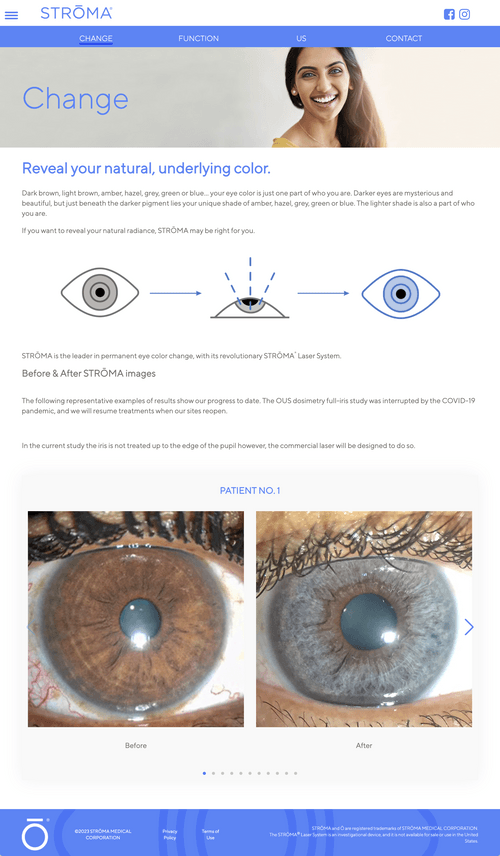 STRŌMA®
CHANGE
FUNCTION
US
CONTACT
Change
Reveal your natural, underlying color.
Dark brown, light brown, amber, hazel, grey, green or blue... your eye color is just one part of who you are. Darker eyes are mysterious and
beautiful, but just beneath the darker pigment lies your unique shade of amber, hazel, grey, green or blue. The lighter shade is also a part of who
you are.
If you want to reveal your natural radiance, STRŌMA may be right for you.
STRŌMA is the leader in permanent eye color change, with its revolutionary STRŌMA® Laser System.
Before & After STRŌMA images
The following representative examples of results show our progress to date. The OUS dosimetry full-iris study was interrupted by the COVID-19
pandemic, and we will resume treatments when our sites reopen.
In the current study the iris is not treated up to the edge of the pupil however, the commercial laser will be designed to do so.
PATIENT NO. 1
Before
After
©2023 STRŌMA MEDICAL
CORPORATION
Privacy
Policy
Terms of
Use
STRŌMA and Ō are registered trademarks of STRŌMA MEDICAL CORPORATION.
The STRŌMA® Laser System is an investigational device, and it is not available for sale or use in the United
States.